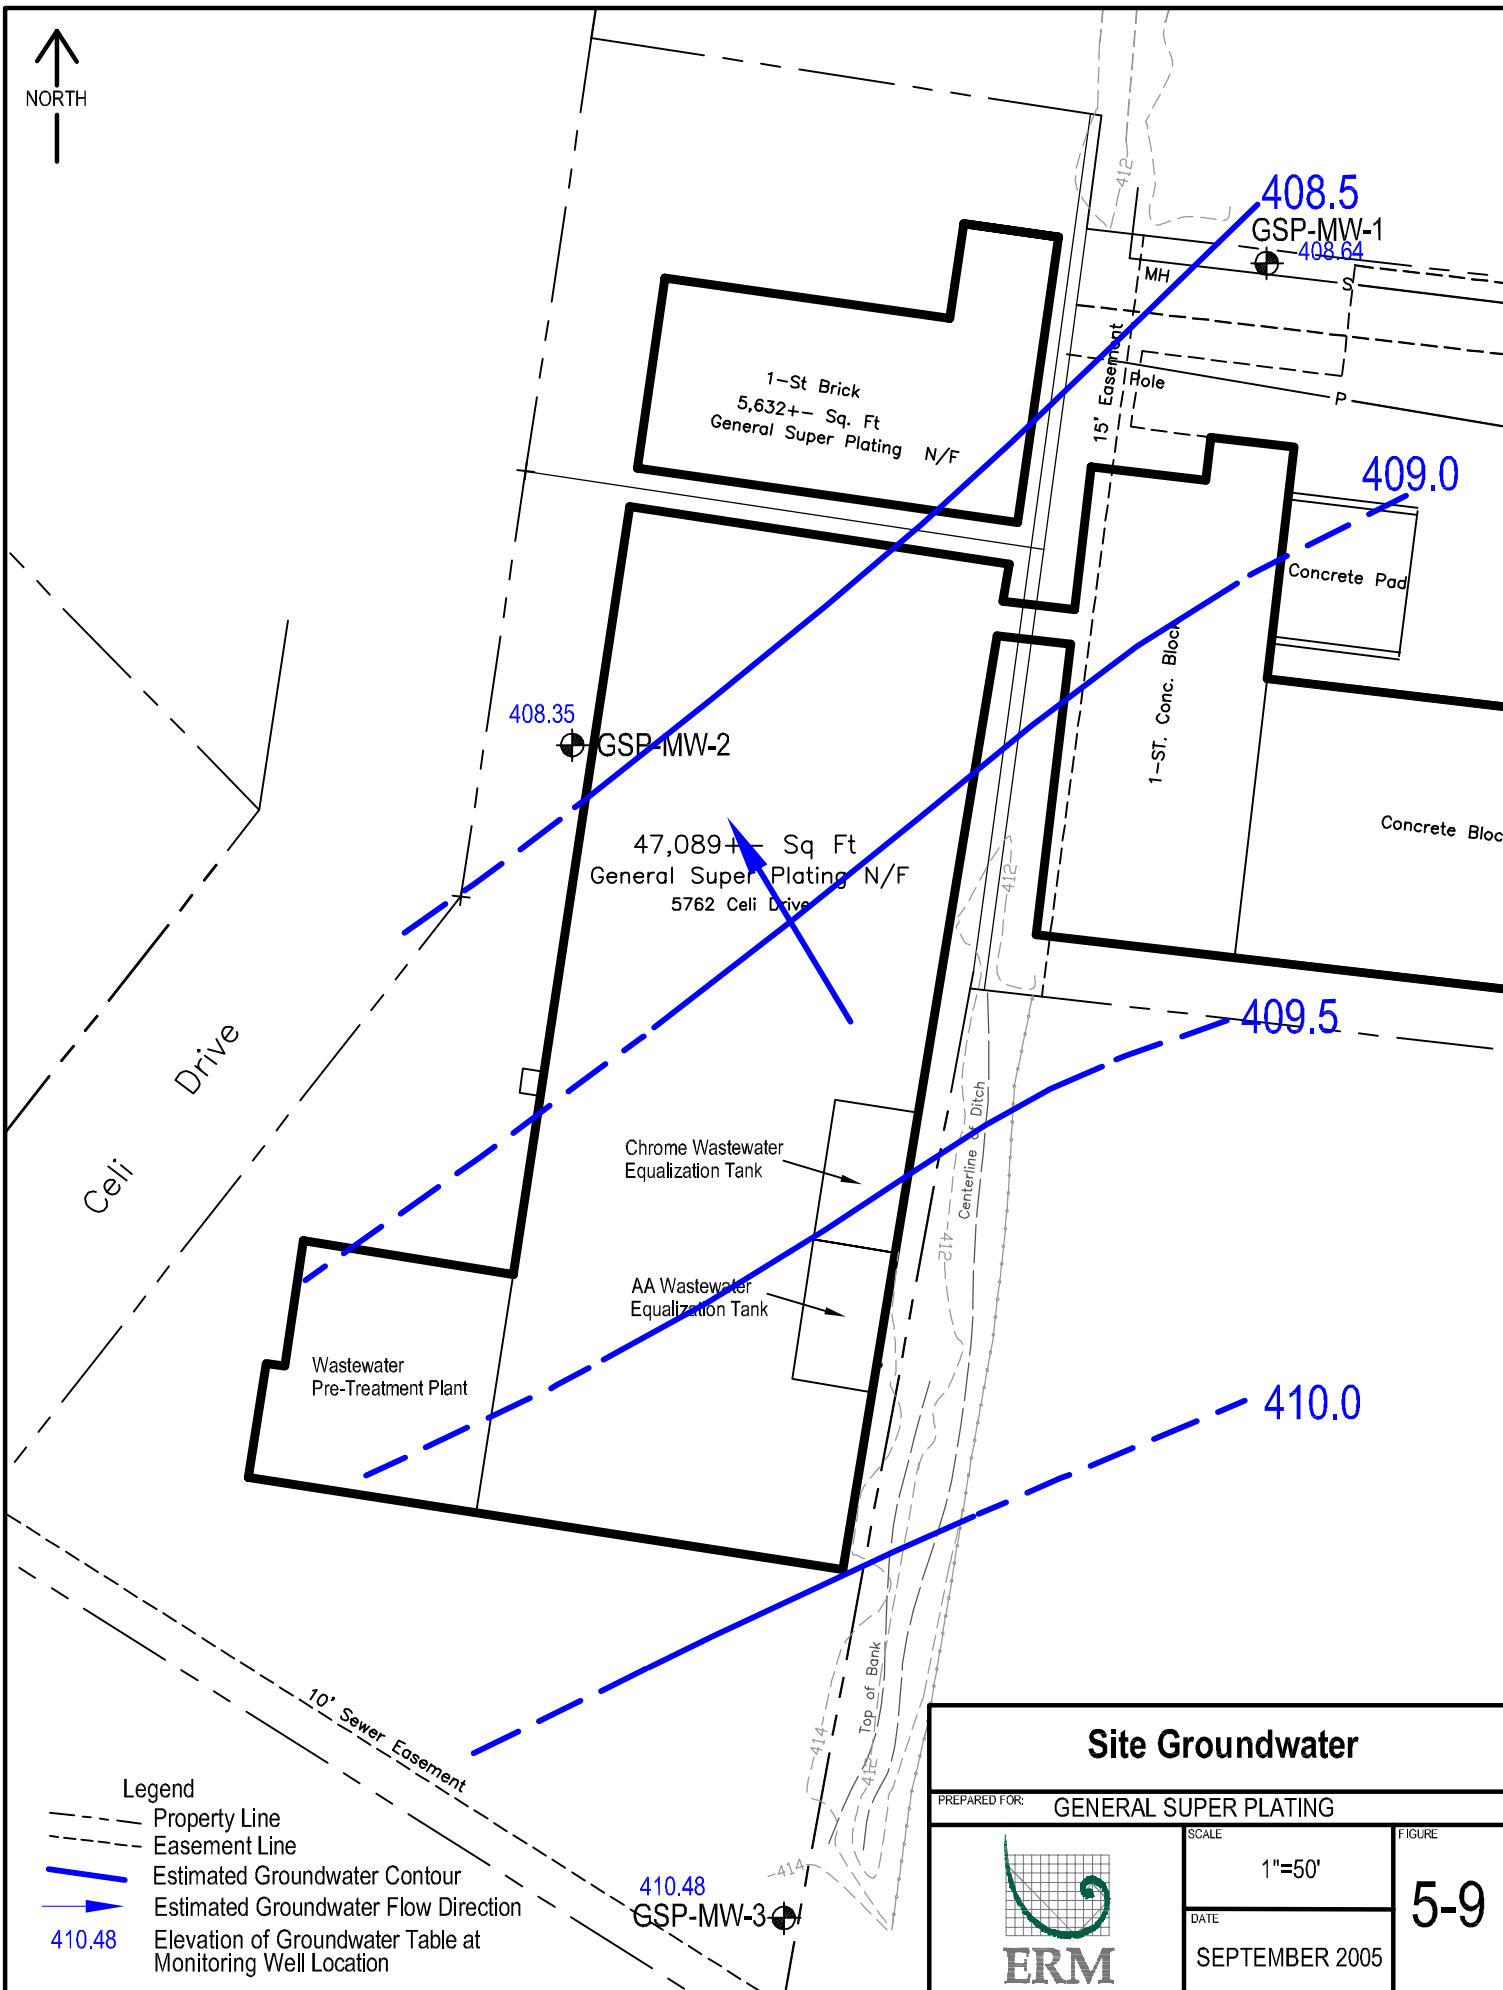 NORTH
412
408.5
GSP-MW-1
408.64
MH
S
15' Easement
Pole
P
1-St Brick
5,632+- Sq. Ft
General Super Plating N/F
409.0
Concrete Pad
1-ST. Conc. Block
408.35
GSP-MW-2
Concrete Bloc
47,089+- Sq Ft
General Super Plating N/F
5762 Celi Drive
412
409.5
Celi Drive
Centerline of Ditch
Chrome Wastewater
Equalization Tank
412
AA Wastewater
Equalization Tank
Wastewater
Pre-Treatment Plant
410.0
10' Sewer Easement
Top of Bank
414
412
414
410.48
GSP-MW-3
Legend
Property Line
Easement Line
Estimated Groundwater Contour
Estimated Groundwater Flow Direction
410.48 Elevation of Groundwater Table at
Monitoring Well Location
Site Groundwater
PREPARED FOR: GENERAL SUPER PLATING
ERM
SCALE
1"=50'
DATE
SEPTEMBER 2005
FIGURE
5-9